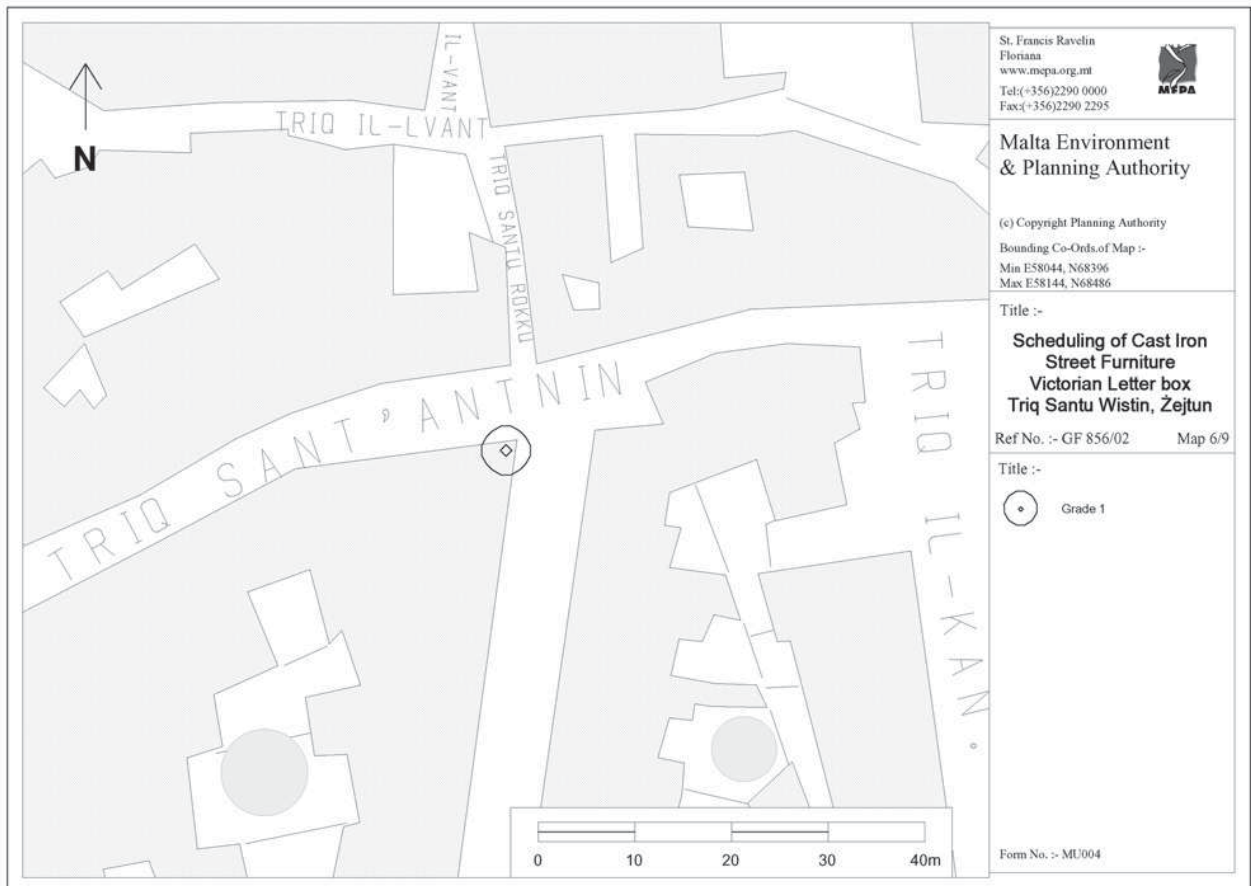 IL-VANT
TRIQ IL-LVANT
TRIQ SANTU ROKKU
TRIQ SANT'ANTNIN
TRIQ IL-KAN.
N
0 10 20 30 40m
St. Francis Ravelin
Floriana
www.mepa.org.mt
Tel:(+356)2290 0000
Fax:(+356)2290 2295
MEPA
Malta Environment
& Planning Authority
(c) Copyright Planning Authority
Bounding Co-Ords.of Map :-
Min E58044, N68396
Max E58144, N68486
Title :-
Scheduling of Cast Iron
Street Furniture
Victorian Letter box
Triq Santu Wistin, Żejtun
Ref No. :- GF 856/02 Map 6/9
Title :-
Grade 1
Form No. :- MU004